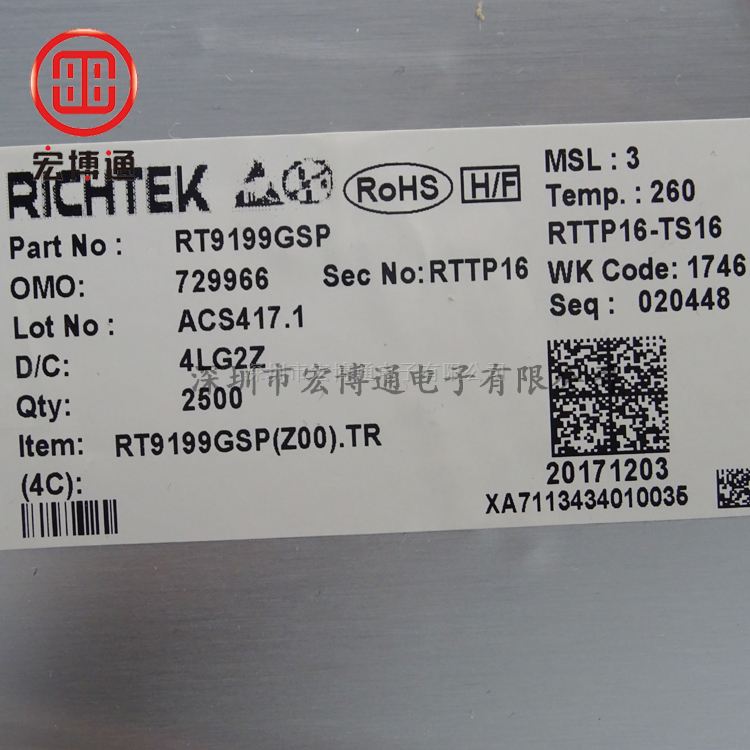 宏博通
RICHTEK RoHS H/F
MSL : 3
Temp. : 260
Part No : RT9199GSP RTTP16-TS16
OMO: 729966 Sec No: RTTP16 WK Code: 1746
Lot No : ACS417.1 Seq : 020448
D/C: 4LG2Z
深圳市宏博通电子有限公
Qty: 2500
Item: RT9199GSP(Z00).TR
20171203
(4C):
XA7113434010035